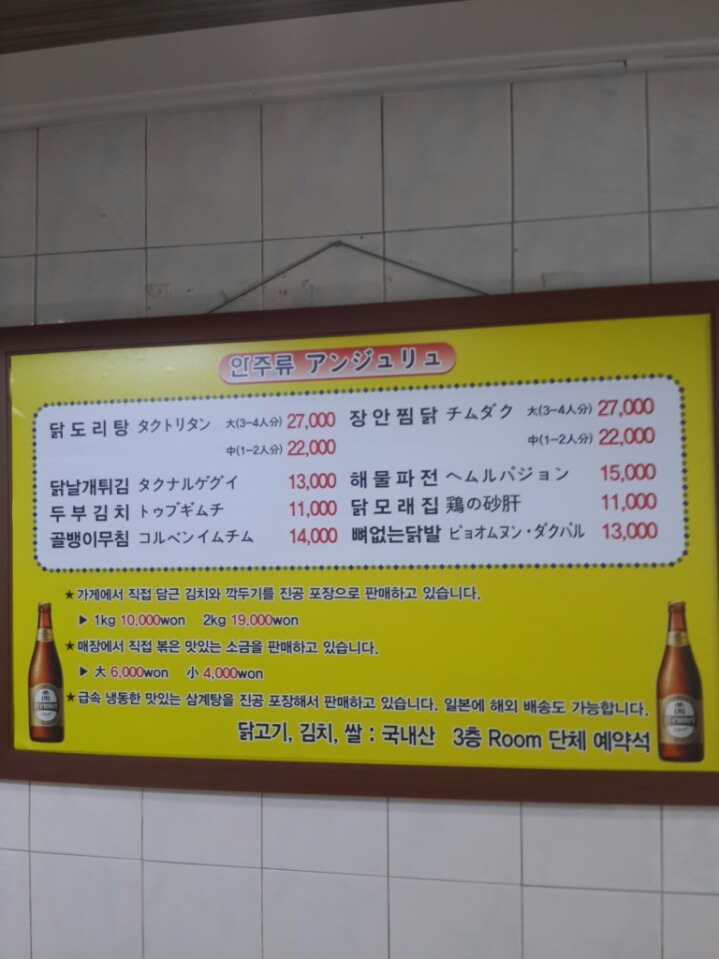 안주류 アンジュリュ
닭도리탕 タクトリタン 大(3-4人分) 27,000 장안찜닭 チムダク 大(3-4人分) 27,000
中(1-2人分) 22,000 中(1-2人分) 22,000
닭날개튀김 タクナルゲグイ 13,000 해물파전 ヘムルパジョン 15,000
두부김치 トゥブギムチ 11,000 닭모래집 鶏の砂肝 11,000
골뱅이무침 コルベンイムチム 14,000 뼈없는닭발 ピョオムヌン・ダクパル 13,000
★가게에서 직접 담근 김치와 깍두기를 진공 포장으로 판매하고 있습니다.
▶ 1kg 10,000won 2kg 19,000won
★매장에서 직접 볶은 맛있는 소금을 판매하고 있습니다.
▶ 大 6,000won 小 4,000won
★급속 냉동한 맛있는 삼계탕을 진공 포장해서 판매하고 있습니다. 일본에 해외 배송도 가능합니다.
닭고기, 김치, 쌀 : 국내산 3층 Room 단체 예약석